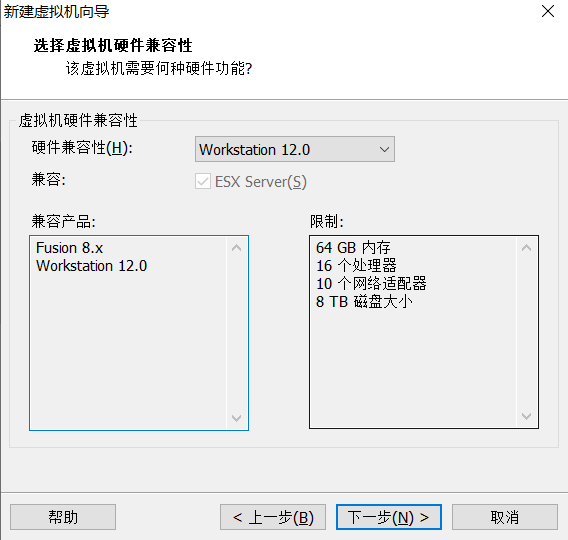 新建虚拟机向导
选择虚拟机硬件兼容性
该虚拟机需要何种硬件功能?
虚拟机硬件兼容性
硬件兼容性(H): Workstation 12.0
兼容: ESX Server(S)
兼容产品: 限制:
Fusion 8.x
Workstation 12.0
64 GB 内存
16 个处理器
10 个网络适配器
8 TB 磁盘大小
帮助 < 上一步(B) 下一步(N) > 取消